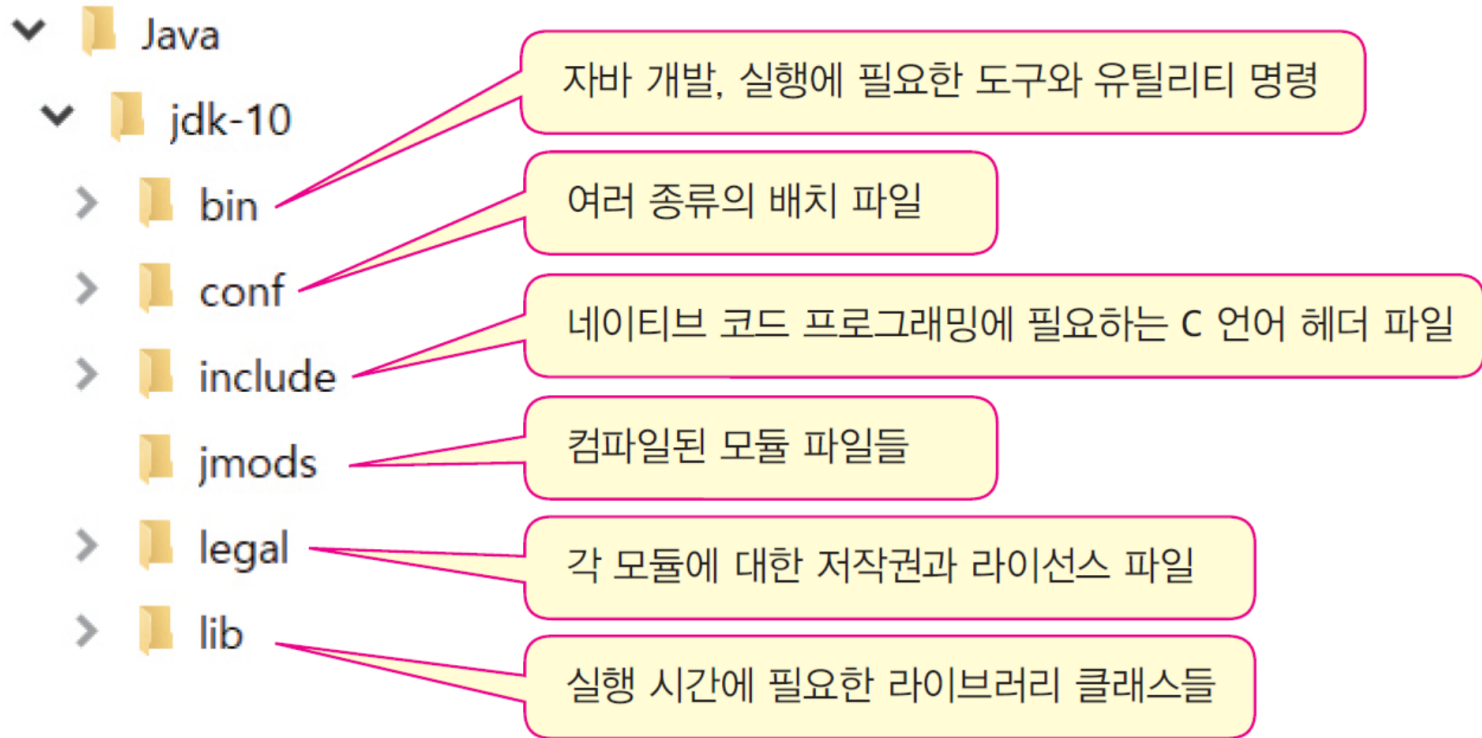 Java
자바 개발, 실행에 필요한 도구와 유틸리티 명령
jdk-10
bin
여러 종류의 배치 파일
conf
네이티브 코드 프로그래밍에 필요하는 C 언어 헤더 파일
include
컴파일된 모듈 파일들
jmods
legal
각 모듈에 대한 저작권과 라이선스 파일
lib
실행 시간에 필요한 라이브러리 클래스들